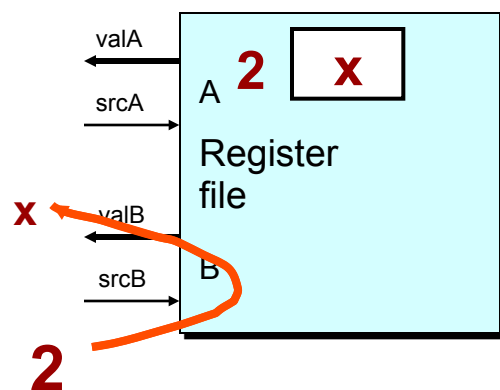 valA
2 x
A
srcA
Register
file
x
valB
B
srcB
2